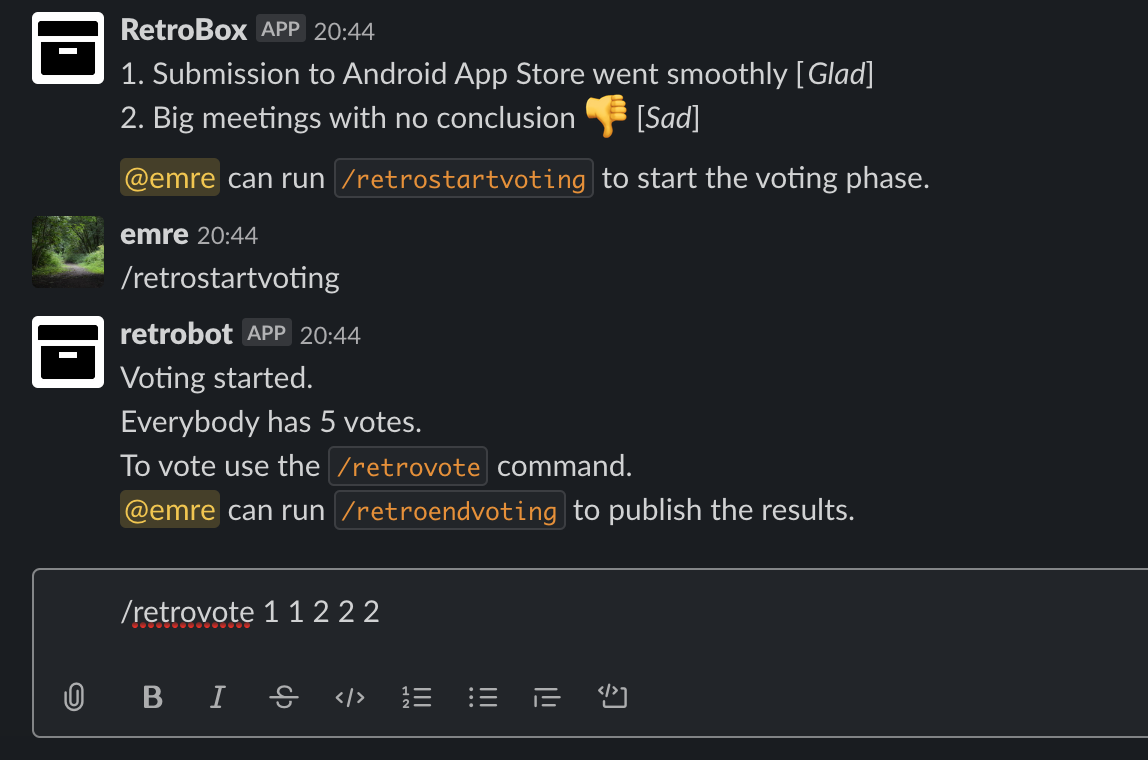 RetroBox APP 20:44
1. Submission to Android App Store went smoothly [Glad]
2. Big meetings with no conclusion 👎 [Sad]
@emre can run /retrostartvoting to start the voting phase.
emre 20:44
/retrostartvoting
retrobot APP 20:44
Voting started.
Everybody has 5 votes.
To vote use the /retrovote command.
@emre can run /retroendvoting to publish the results.
/retrovote 1 1 2 2 2